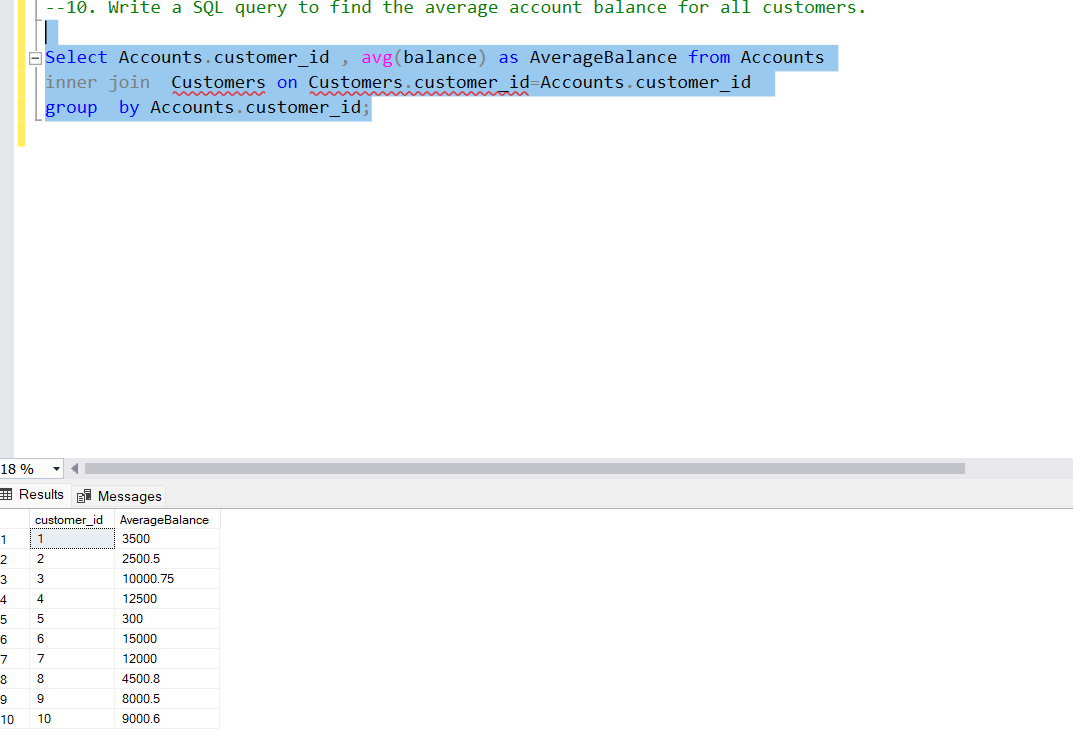 --10. Write a SQL query to find the average account balance for all customers.
Select Accounts.customer_id , avg(balance) as AverageBalance from Accounts
inner join  Customers on Customers.customer_id=Accounts.customer_id
group  by Accounts.customer_id;
18 %
Results Messages
customer_id AverageBalance
1 1 3500
2 2 2500.5
3 3 10000.75
4 4 12500
5 5 300
6 6 15000
7 7 12000
8 8 4500.8
9 9 8000.5
10 10 9000.6